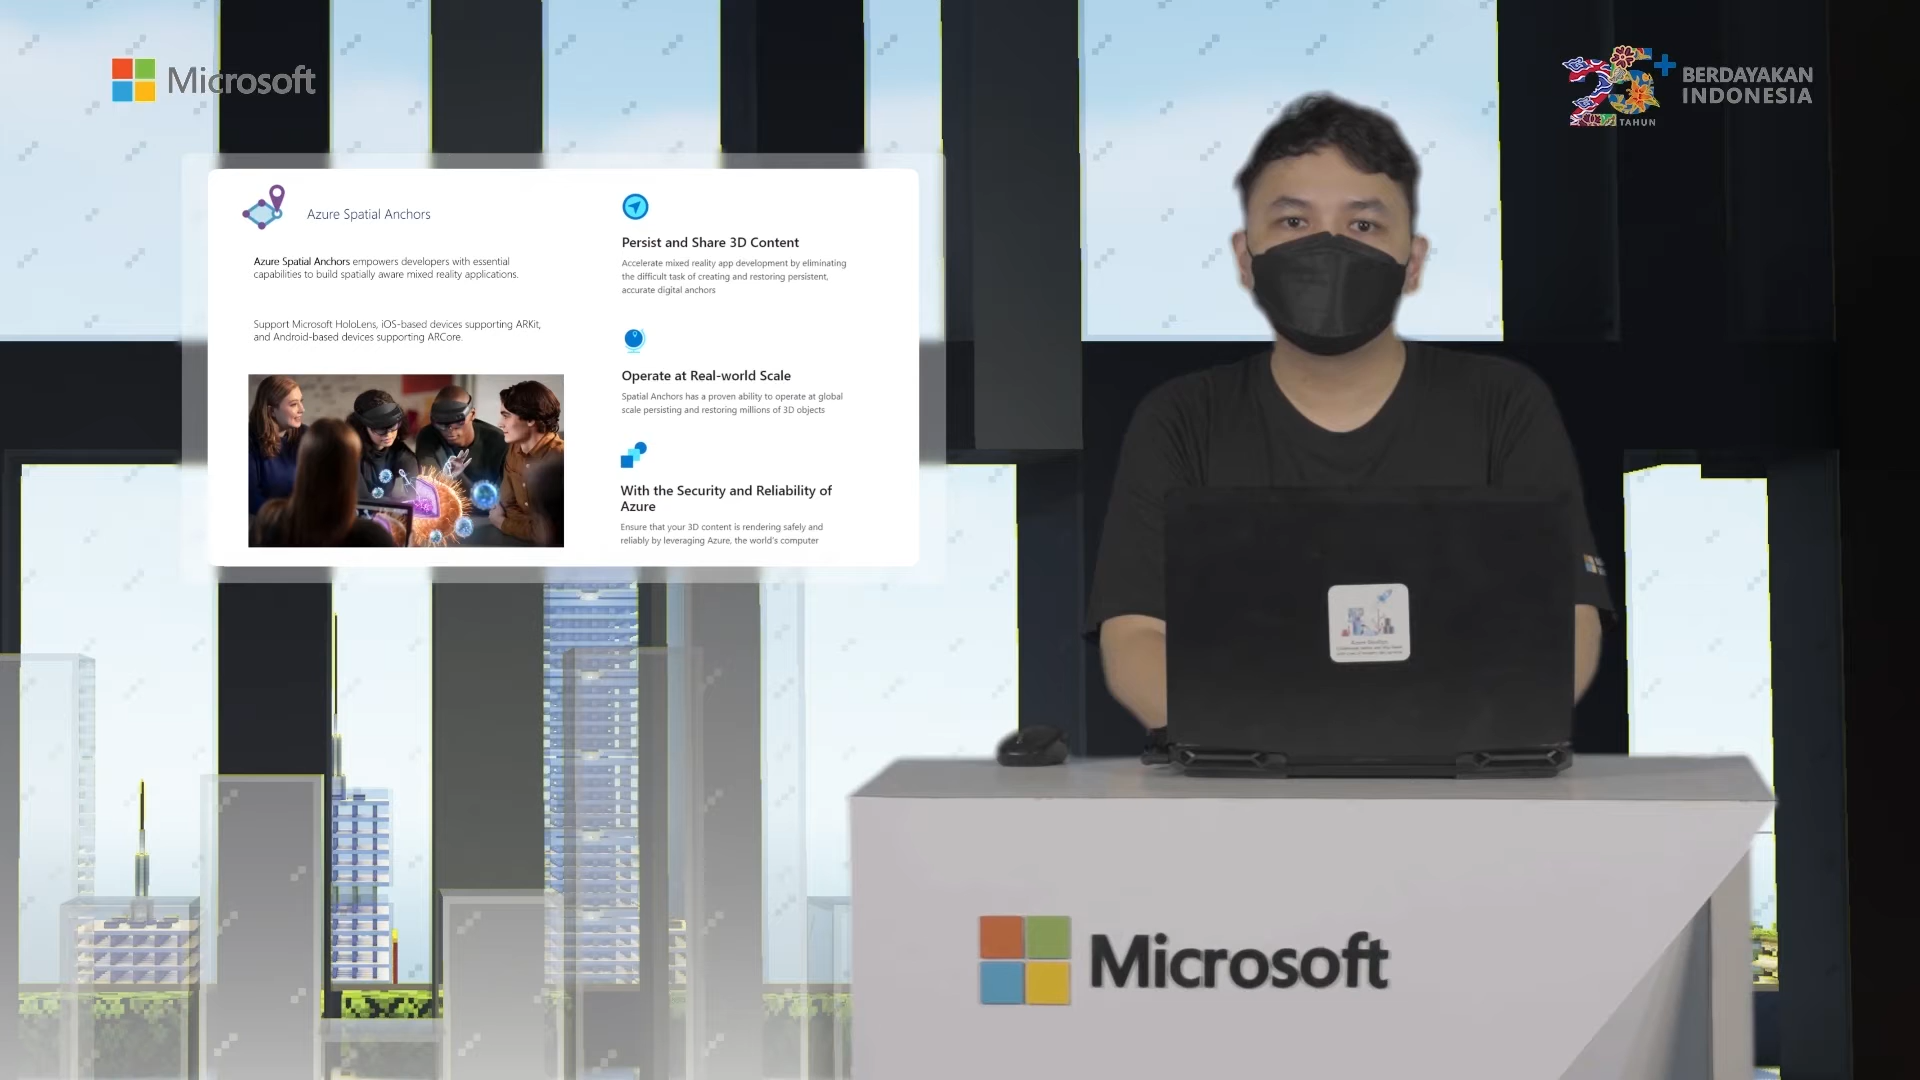 Microsoft
25+
TAHUN
BERDAYAKAN
INDONESIA
Azure Spatial Anchors
Azure Spatial Anchors empowers developers with essential
capabilities to build spatially aware mixed reality applications.
Support Microsoft HoloLens, iOS-based devices supporting ARKit,
and Android-based devices supporting ARCore.
Persist and Share 3D Content
Accelerate mixed reality app development by eliminating
the difficult task of creating and restoring persistent,
accurate digital anchors
Operate at Real-world Scale
Spatial Anchors has a proven ability to operate at global
scale persisting and restoring millions of 3D objects
With the Security and Reliability of
Azure
Ensure that your 3D content is rendering safely and
reliably by leveraging Azure, the world's computer
Microsoft